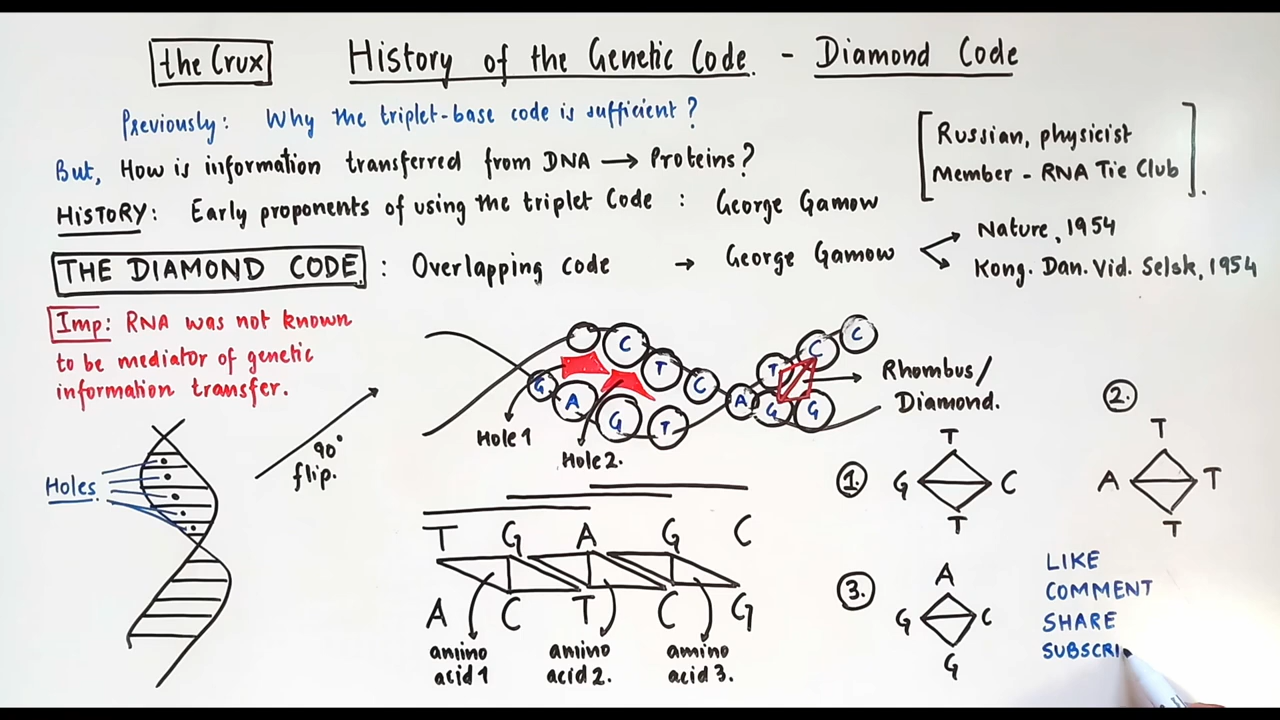 the Crux History of the Genetic Code. - Diamond Code
Previously: Why the triplet-base code is sufficient?
But, How is information transferred from DNA → Proteins?
[Russian, physicist
Member - RNA Tie Club].
HISTORY: Early proponents of using the triplet Code : George Gamow
THE DIAMOND CODE : Overlapping code → George Gamow
Nature, 1954
Kong. Dan. Vid. Selsk, 1954
Imp: RNA was not known
to be mediator of genetic
information transfer.
C T C T C C
G A G T A G G
Hole 1
Hole 2.
Rhombus/
Diamond.
90°
flip.
Holes
T G A G C
A C T C G
amino
acid 1
amino
acid 2.
amino
acid 3.
1.
T
G C
T
2.
T
A T
T
3.
A
G C
G
LIKE
COMMENT
SHARE
SUBSCRI